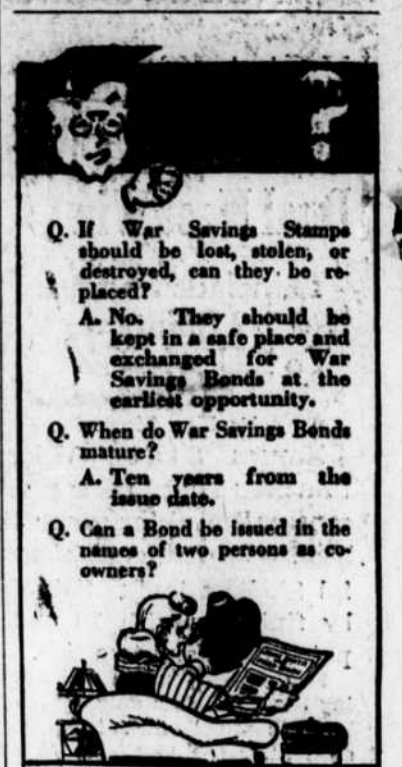 Q. If War Savings Stamps
should be lost, stolen, or
destroyed, can they be re-
placed?
A. No. They should be
kept in a safe place and
exchanged for War
Savings Bonds at the
earliest opportunity.
Q. When do War Savings Bonds
mature?
A. Ten years from the
issue date.
Q. Can a Bond be issued in the
names of two persons as co-
owners?